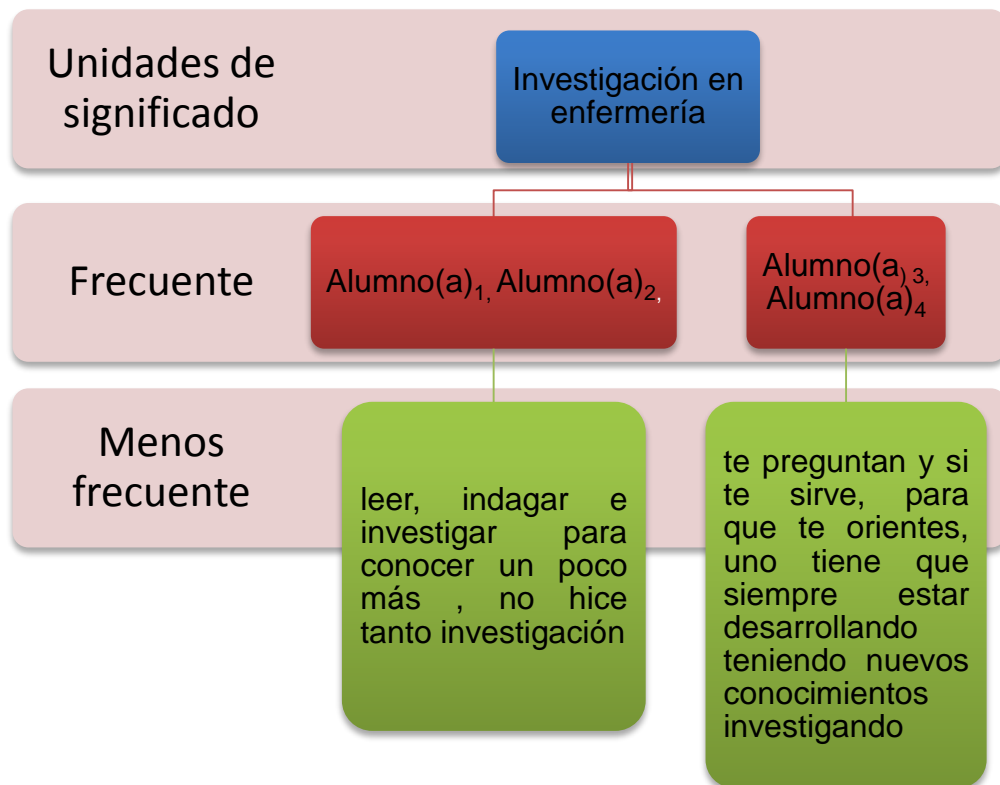 Unidades de
significado
Investigación en
enfermería
Frecuente
Alumno(a)1, Alumno(a)2,
Alumno(a) 3,
Alumno(a)4
Menos
frecuente
leer, indagar e
investigar para
conocer un poco
más , no hice
tanto investigación
te preguntan y si
te sirve, para
que te orientes,
uno tiene que
siempre estar
desarrollando
teniendo nuevos
conocimientos
investigando